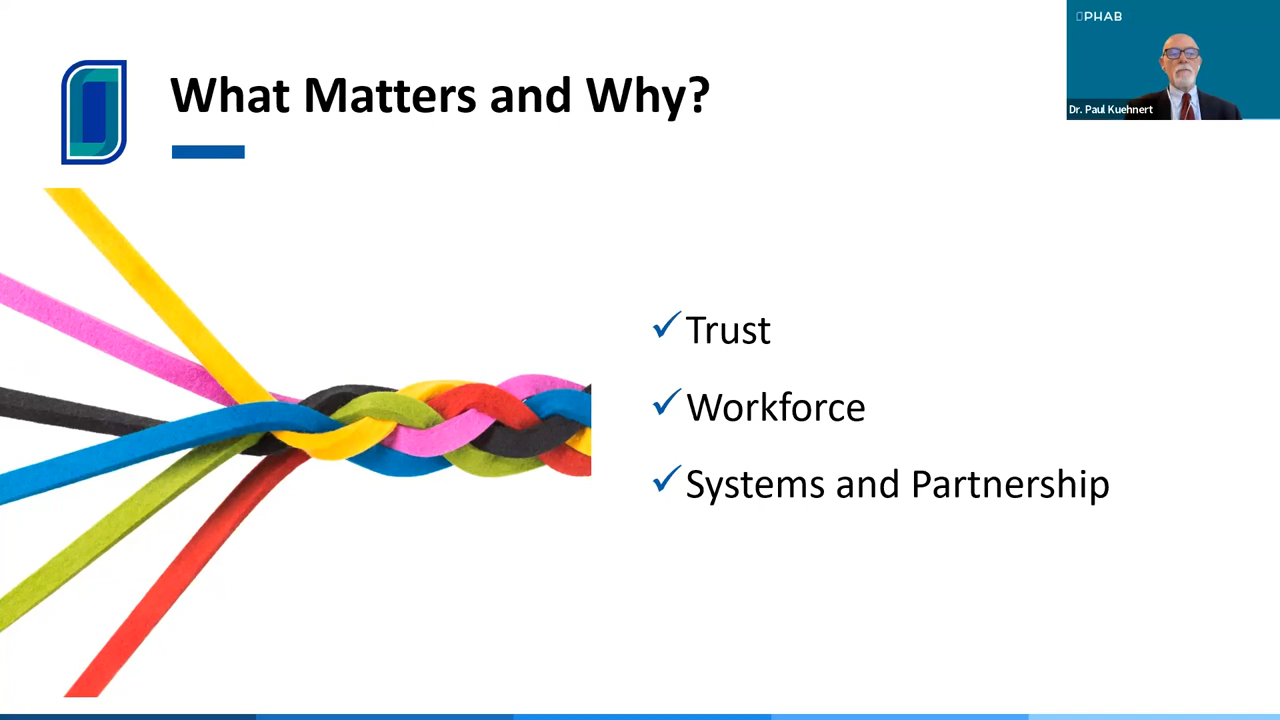 PHAB
What Matters and Why?
Dr. Paul Kuehnert
Trust
Workforce
Systems and Partnership